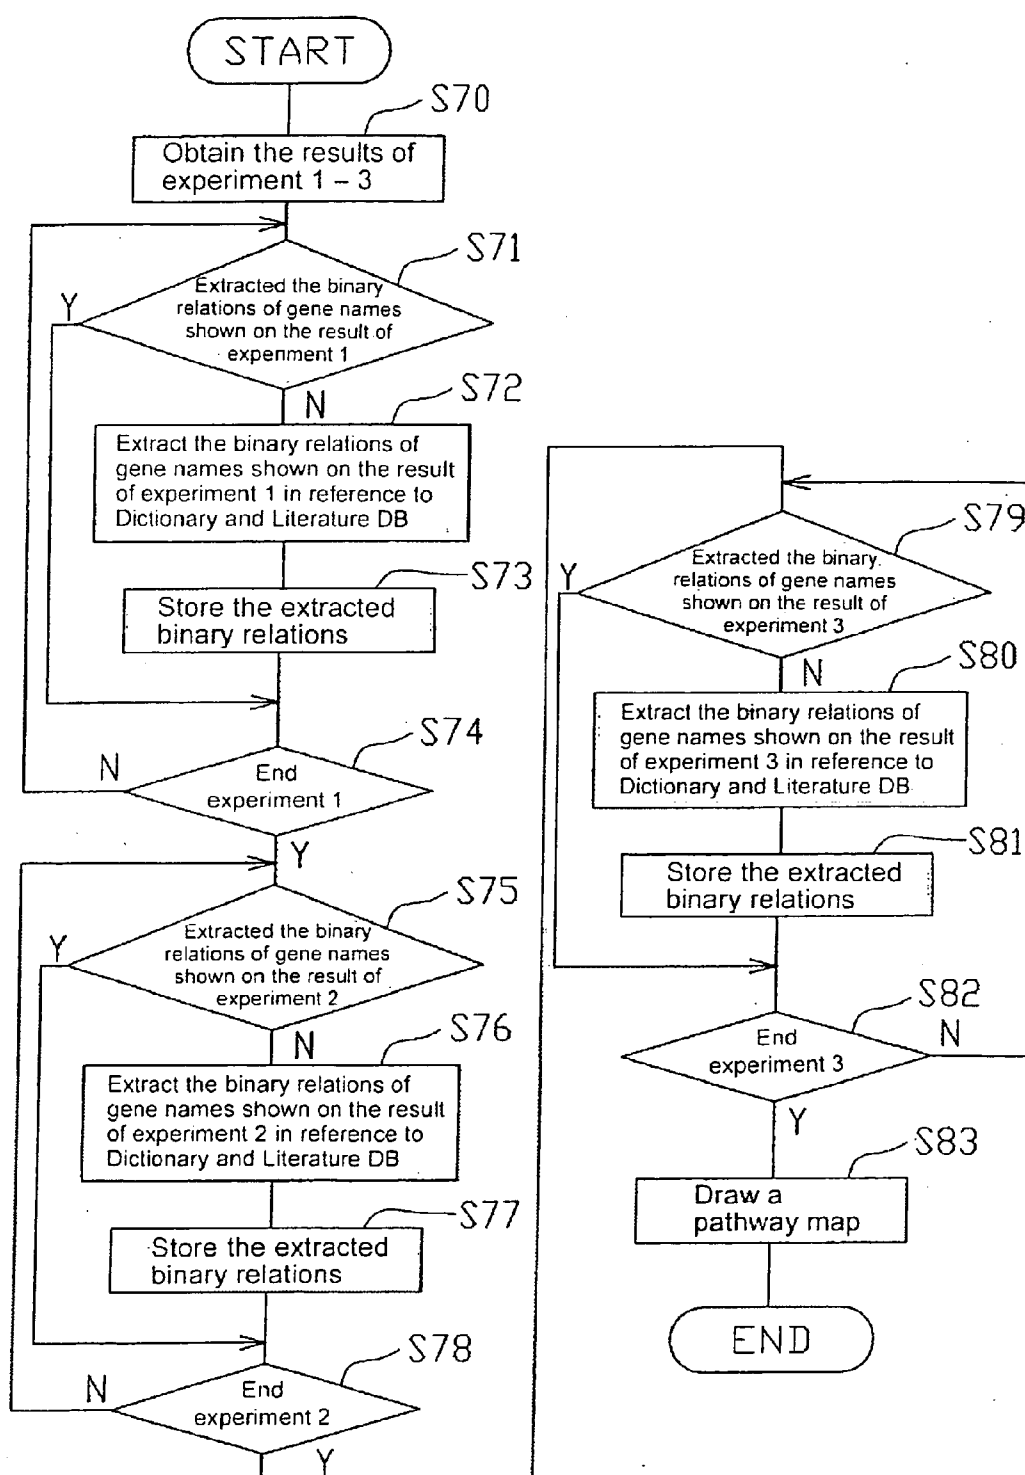 START
S70
Obtain the results of
experiment 1 – 3
S71
Y
Extracted the binary
relations of gene names
shown on the result of
experiment 1
N
S72
Extract the binary relations of
gene names shown on the result
of experiment 1 in reference to
Dictionary and Literature DB
S73
Store the extracted
binary relations
S74
N
End
experiment 1
Y
S75
Y
Extracted the binary
relations of gene names
shown on the result of
experiment 2
N
S76
Extract the binary relations of
gene names shown on the result
of experiment 2 in reference to
Dictionary and Literature DB
S77
Store the extracted
binary relations
S78
N
End
experiment 2
Y
S79
Y
Extracted the binary
relations of gene names
shown on the result of
experiment 3
N
S80
Extract the binary relations of
gene names shown on the result
of experiment 3 in reference to
Dictionary and Literature DB
S81
Store the extracted
binary relations
S82
End
experiment 3
N
Y
S83
Draw a
pathway map
END